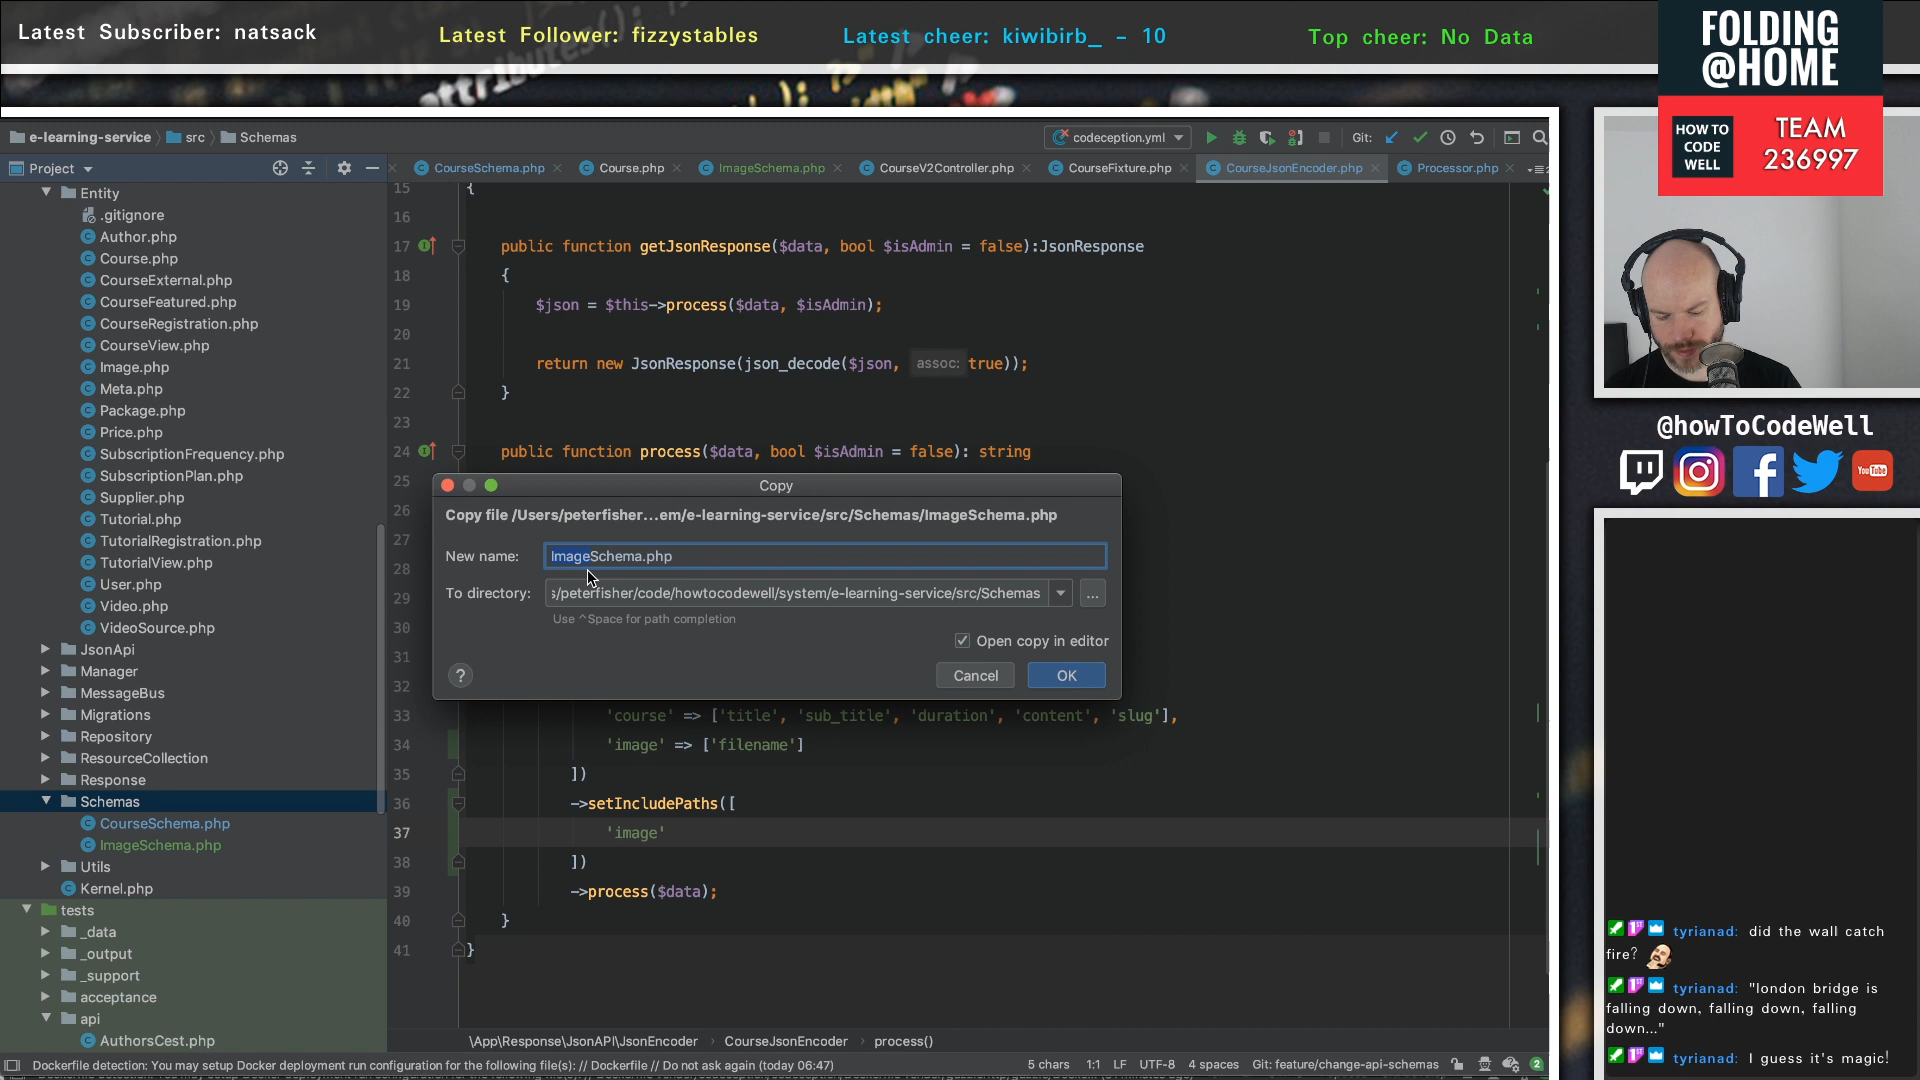 Latest Subscriber: natsack
Latest Follower: fizzystables
Latest cheer: kiwibirb_ - 10
Top cheer: No Data
FOLDING
@HOME
HOW TO
CODE
WELL
TEAM
236997
e-learning-service
src
Schemas
codeception.yml
Git:
Project
CourseSchema.php
Course.php
ImageSchema.php
CourseV2Controller.php
CourseFixture.php
CourseJsonEncoder.php
Processor.php
Entity
.gitignore
Author.php
Course.php
CourseExternal.php
CourseFeatured.php
CourseRegistration.php
CourseView.php
Image.php
Meta.php
Package.php
Price.php
SubscriptionFrequency.php
SubscriptionPlan.php
Supplier.php
Tutorial.php
TutorialRegistration.php
TutorialView.php
User.php
Video.php
VideoSource.php
JsonApi
Manager
MessageBus
Migrations
Repository
ResourceCollection
Response
Schemas
CourseSchema.php
ImageSchema.php
Utils
Kernel.php
tests
_data
_output
_support
acceptance
api
AuthorsCest.php
15 {
16
17 public function getJsonResponse($data, bool $isAdmin = false):JsonResponse
18 {
19 $json = $this->process($data, $isAdmin);
20
21 return new JsonResponse(json_decode($json, assoc: true));
22 }
23
24 public function process($data, bool $isAdmin = false): string
25
26
27
28
29
30
31
32
33 'course' => ['title', 'sub_title', 'duration', 'content', 'slug'],
34 'image' => ['filename']
35 ])
36 ->setIncludePaths([
37 'image'
38 ])
39 ->process($data);
40 }
41 }
Copy
Copy file /Users/peterfisher...em/e-learning-service/src/Schemas/ImageSchema.php
New name: ImageSchema.php
To directory: s/peterfisher/code/howtocodewell/system/e-learning-service/src/Schemas
...
Use ^Space for path completion
Open copy in editor
?
Cancel
OK
\App\Response\JsonAPI\JsonEncoder
CourseJsonEncoder
process()
Dockerfile detection: You may setup Docker deployment run configuration for the following file(s): // Dockerfile // Do not ask again (today 06:47)
5 chars
1:1
LF
UTF-8
4 spaces
Git: feature/change-api-schemas
2
@howToCodeWell
You Tube
tyrianad: did the wall catch
fire?
tyrianad: "london bridge is
falling down, falling down, falling
down..."
tyrianad: I guess it's magic!